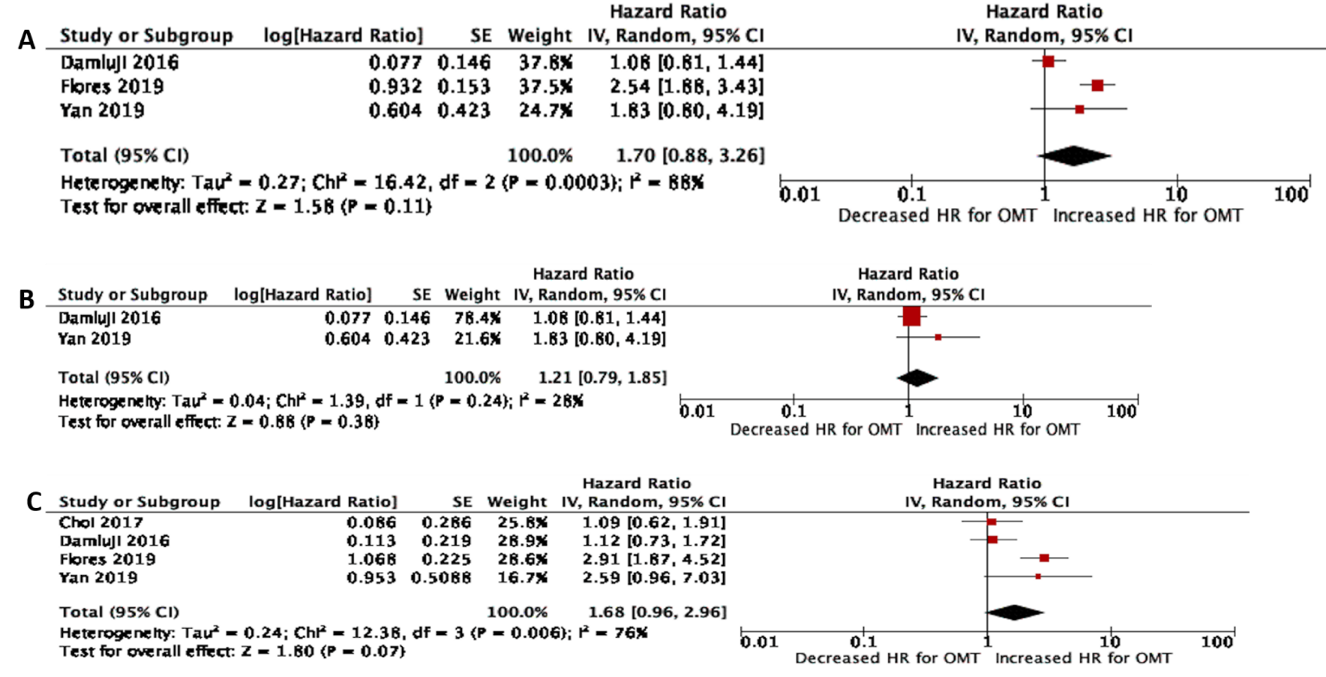 Hazard Ratio Hazard Ratio
A Study or Subgroup log[Hazard Ratio] SE Weight IV, Random, 95% CI IV, Random, 95% CI
Damluji 2016 0.077 0.146 37.8% 1.08 [0.81, 1.44]
Flores 2019 0.932 0.153 37.5% 2.54 [1.88, 3.43]
Yan 2019 0.604 0.423 24.7% 1.83 [0.80, 4.19]
Total (95% CI) 100.0% 1.70 [0.88, 3.26]
Heterogeneity: Tau² = 0.27; Chi² = 16.42, df = 2 (P = 0.0003); I² = 88%
Test for overall effect: Z = 1.58 (P = 0.11)
0.01 0.1 1 10 100
Decreased HR for OMT Increased HR for OMT
Hazard Ratio Hazard Ratio
B Study or Subgroup log[Hazard Ratio] SE Weight IV, Random, 95% CI IV, Random, 95% CI
Damluji 2016 0.077 0.146 78.4% 1.08 [0.81, 1.44]
Yan 2019 0.604 0.423 21.6% 1.83 [0.80, 4.19]
Total (95% CI) 100.0% 1.21 [0.79, 1.85]
Heterogeneity: Tau² = 0.04; Chi² = 1.39, df = 1 (P = 0.24); I² = 28%
Test for overall effect: Z = 0.88 (P = 0.38)
0.01 0.1 1 10 100
Decreased HR for OMT Increased HR for OMT
Hazard Ratio Hazard Ratio
C Study or Subgroup log[Hazard Ratio] SE Weight IV, Random, 95% CI IV, Random, 95% CI
Choi 2017 0.086 0.286 25.8% 1.09 [0.62, 1.91]
Damluji 2016 0.113 0.219 28.9% 1.12 [0.73, 1.72]
Flores 2019 1.068 0.225 28.6% 2.91 [1.87, 4.52]
Yan 2019 0.953 0.5088 16.7% 2.59 [0.96, 7.03]
Total (95% CI) 100.0% 1.68 [0.96, 2.96]
Heterogeneity: Tau² = 0.24; Chi² = 12.38, df = 3 (P = 0.006); I² = 76%
Test for overall effect: Z = 1.80 (P = 0.07)
0.01 0.1 1 10 100
Decreased HR for OMT Increased HR for OMT